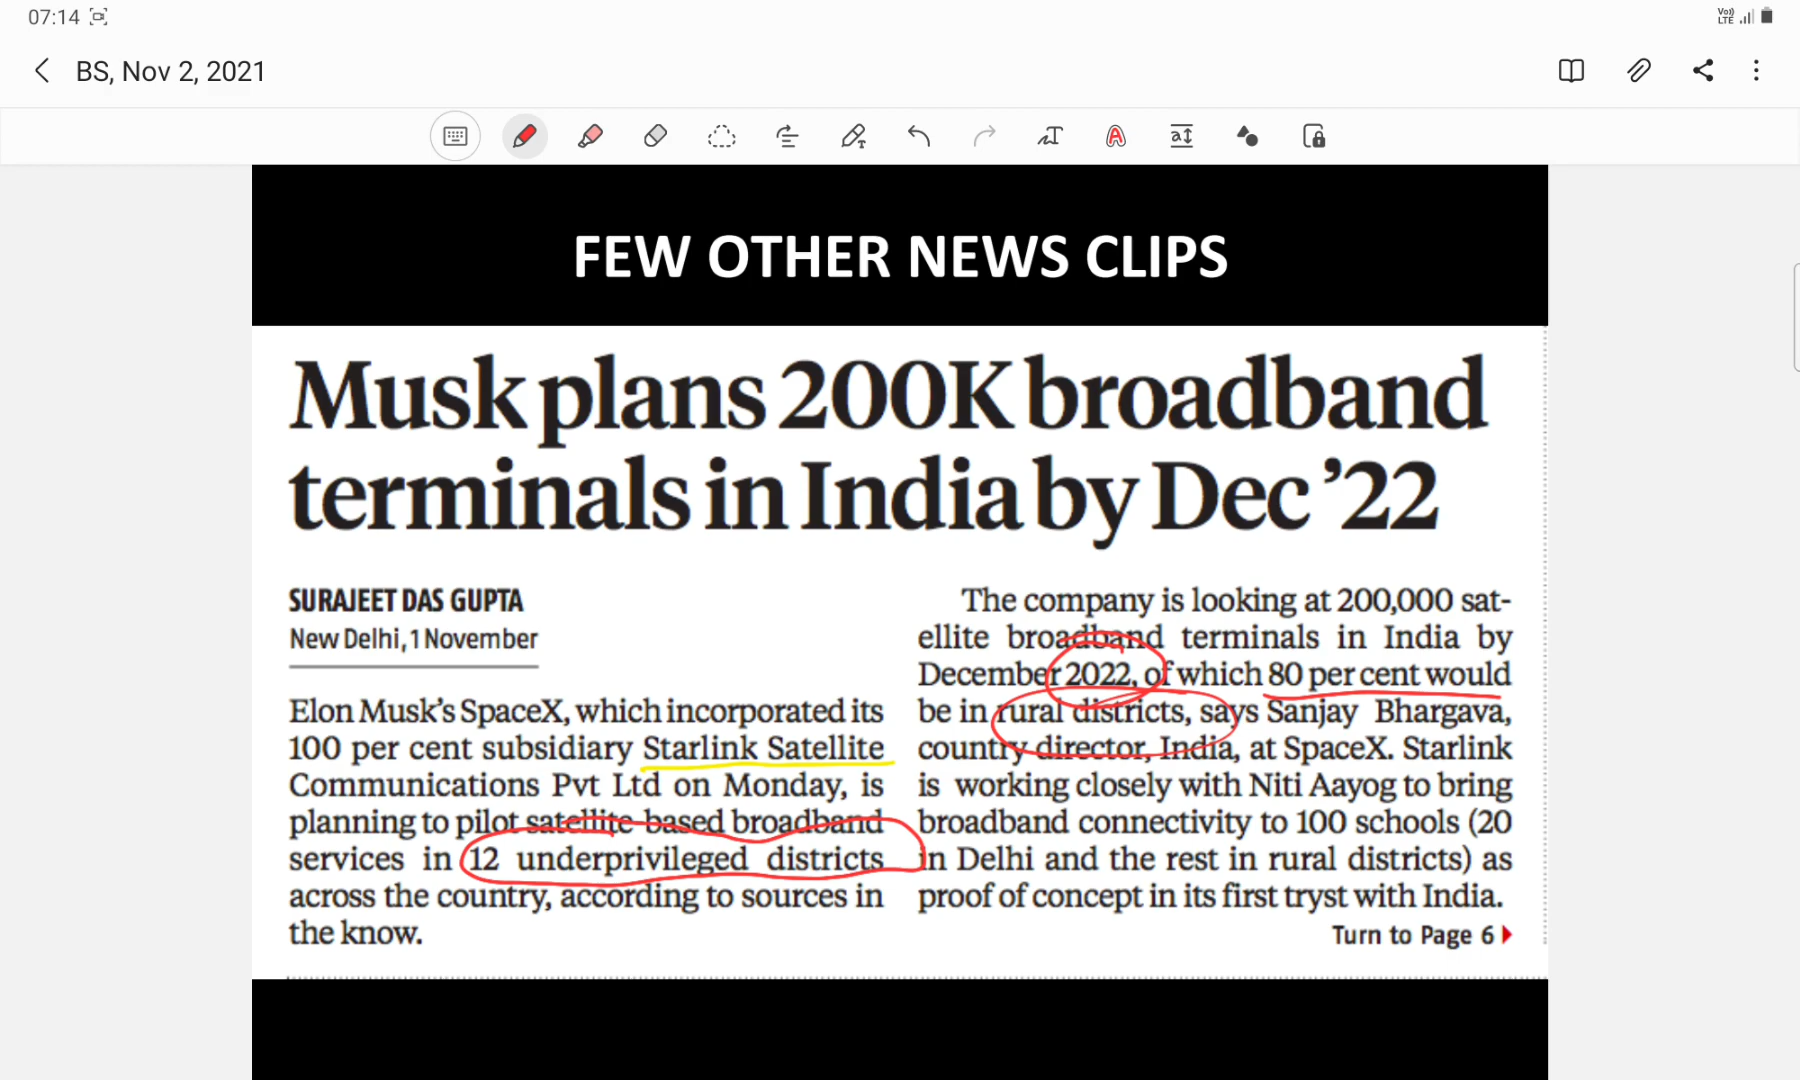 07:14
Vo)) LTE
BS, Nov 2, 2021
FEW OTHER NEWS CLIPS
Musk plans 200K broadband
terminals in India by Dec ’22
SURAJEET DAS GUPTA
New Delhi, 1 November
Elon Musk’s SpaceX, which incorporated its
100 per cent subsidiary Starlink Satellite
Communications Pvt Ltd on Monday, is
planning to pilot satellite-based broadband
services in 12 underprivileged districts
across the country, according to sources in
the know.
The company is looking at 200,000 sat-
ellite broadband terminals in India by
December 2022, of which 80 per cent would
be in rural districts, says Sanjay Bhargava,
country director, India, at SpaceX. Starlink
is working closely with Niti Aayog to bring
broadband connectivity to 100 schools (20
in Delhi and the rest in rural districts) as
proof of concept in its first tryst with India.
Turn to Page 6